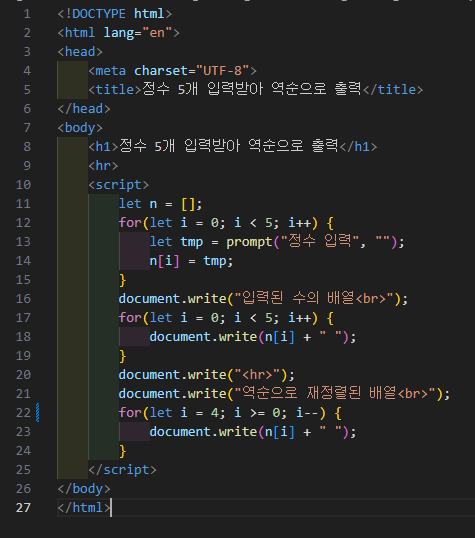 1 <!DOCTYPE html>
2 <html lang="en">
3 <head>
4     <meta charset="UTF-8">
5     <title>정수 5개 입력받아 역순으로 출력</title>
6 </head>
7 <body>
8     <h1>정수 5개 입력받아 역순으로 출력</h1>
9     <hr>
10     <script>
11         let n = [];
12         for(let i = 0; i < 5; i++) {
13             let tmp = prompt("정수 입력", "");
14             n[i] = tmp;
15         }
16         document.write("입력된 수의 배열<br>");
17         for(let i = 0; i < 5; i++) {
18             document.write(n[i] + " ");
19         }
20         document.write("<hr>");
21         document.write("역순으로 재정렬된 배열<br>");
22         for(let i = 4; i >= 0; i--) {
23             document.write(n[i] + " ");
24         }
25     </script>
26 </body>
27 </html>